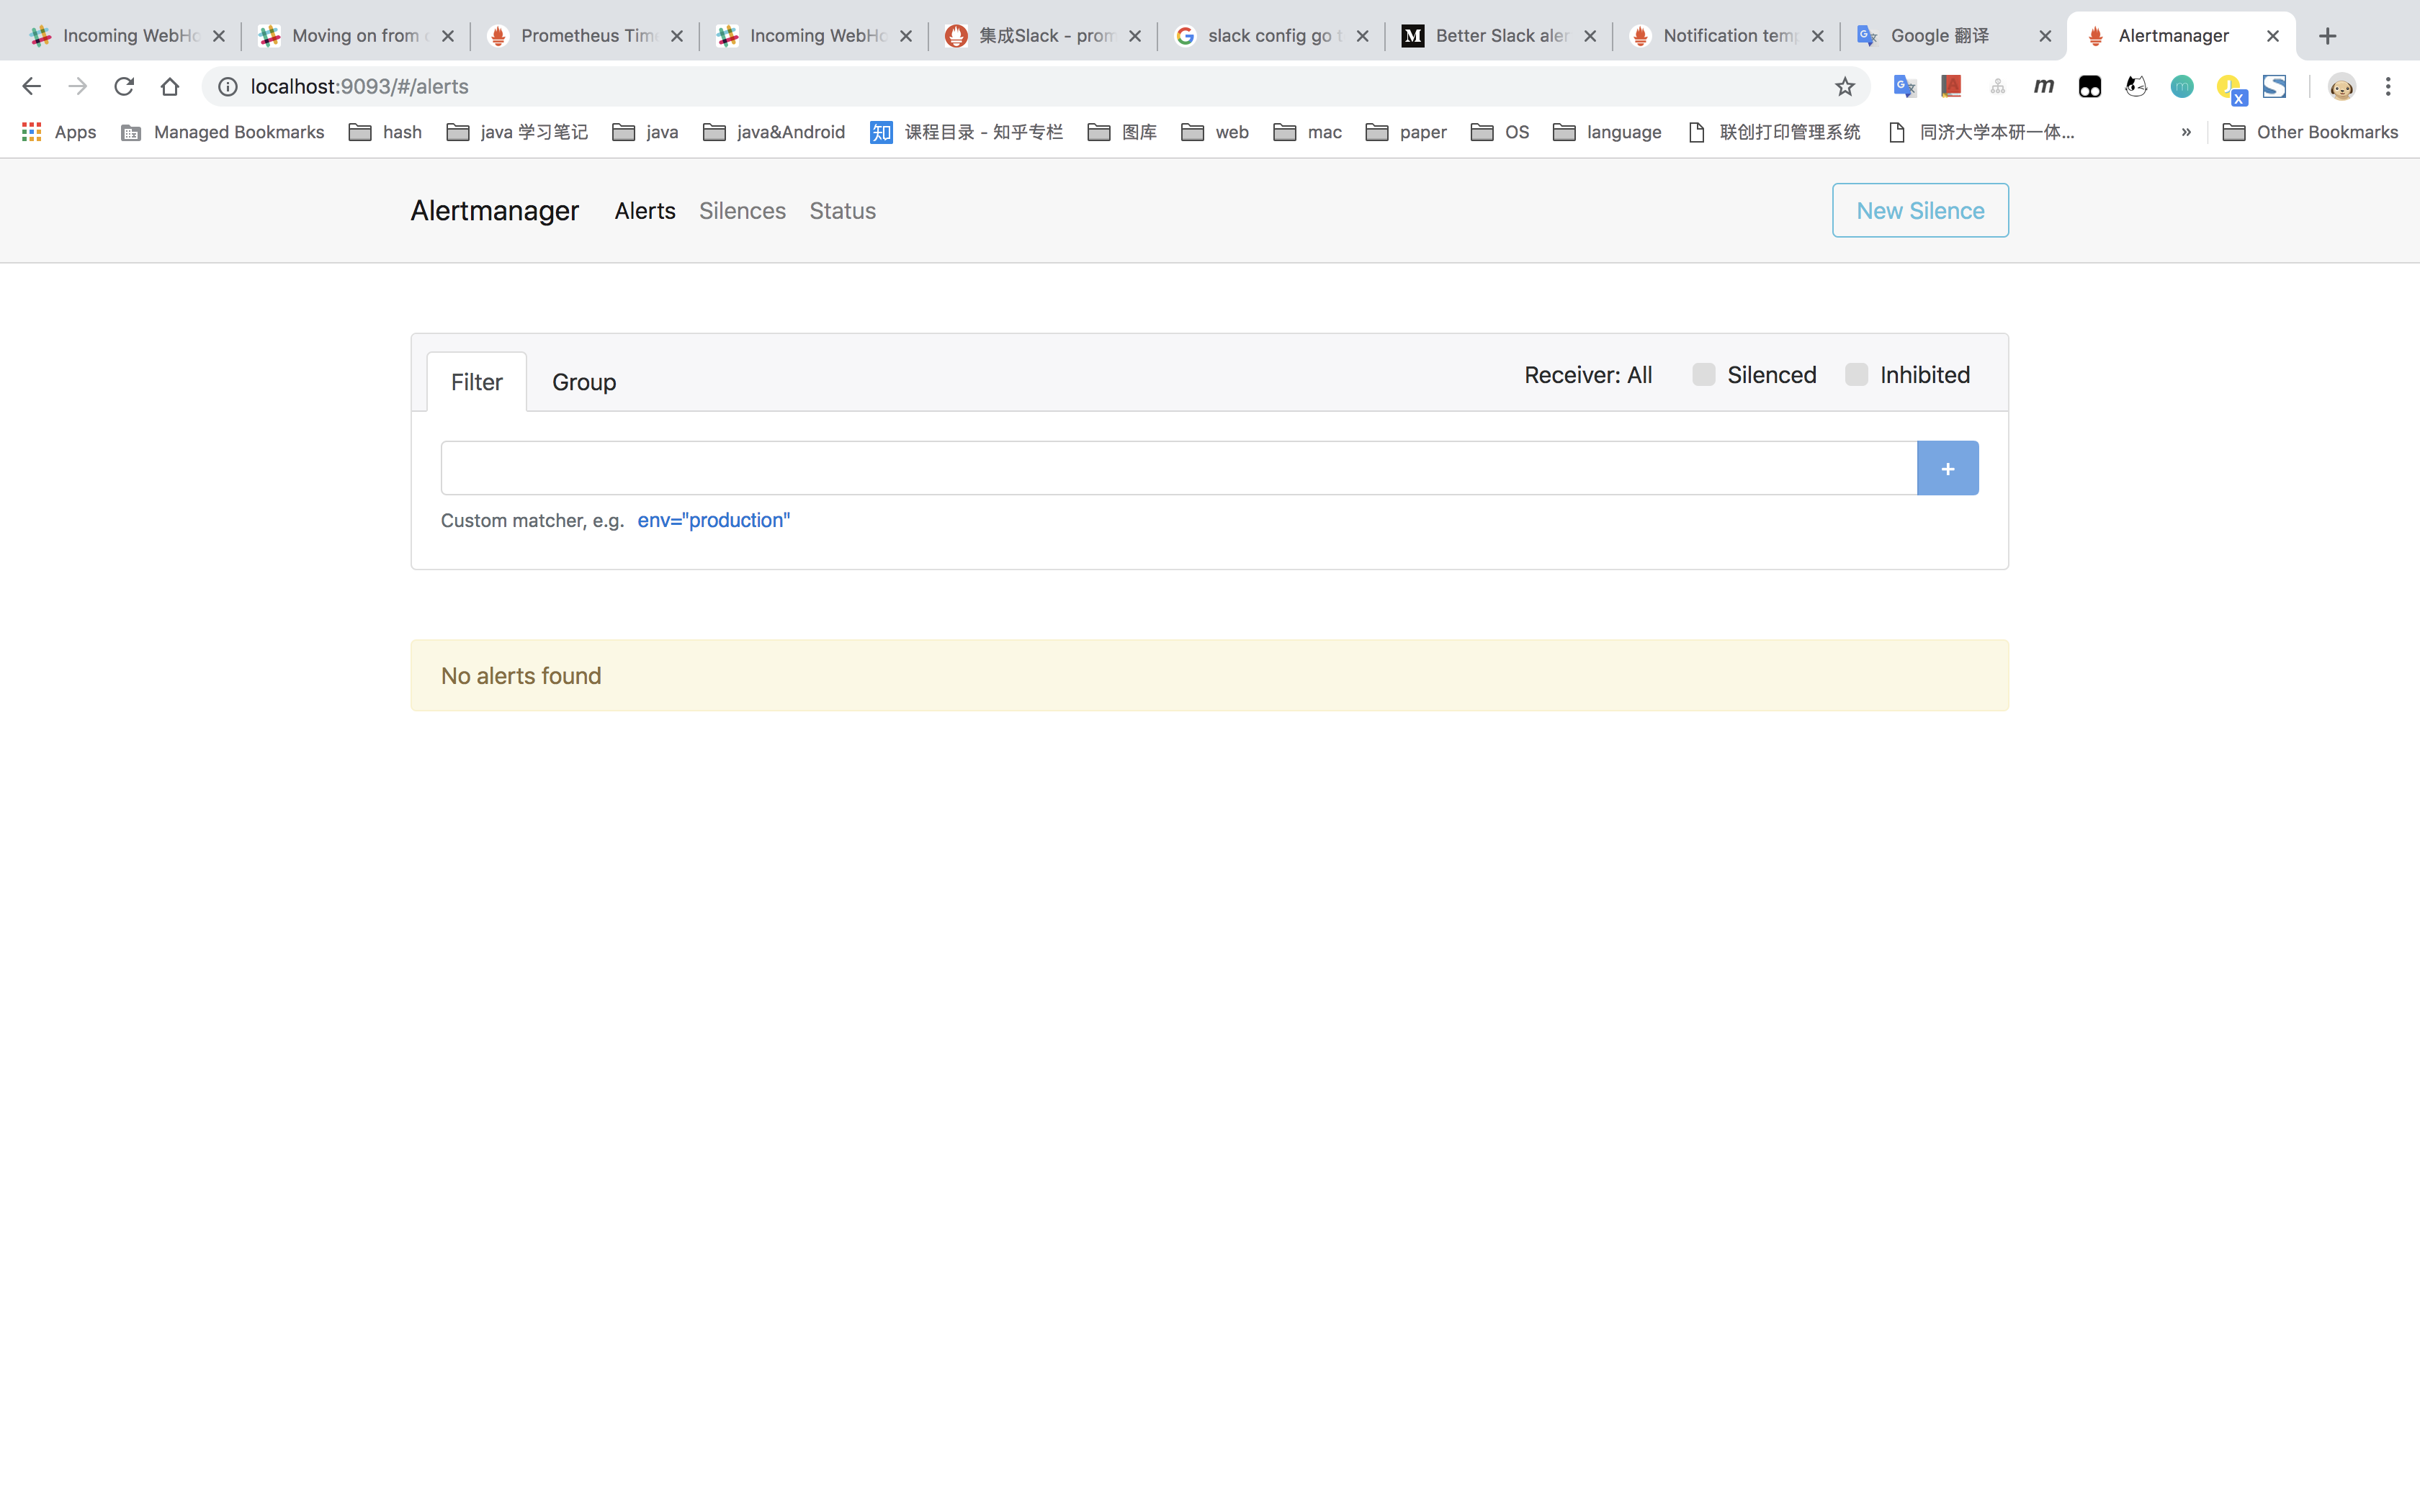 Incoming WebHo
Moving on from
Prometheus Time
Incoming WebHo
集成Slack - prom
slack config go t
M
Better Slack aler
Notification temp
Google 翻译
Alertmanager
localhost:9093/#/alerts
Apps
Managed Bookmarks
hash
java 学习笔记
java
java&Android
知
课程目录 - 知乎专栏
图库
web
mac
paper
OS
language
联创打印管理系统
同济大学本研一体...
»
Other Bookmarks
Alertmanager
Alerts
Silences
Status
New Silence
Filter
Group
Receiver: All
Silenced
Inhibited
+
Custom matcher, e.g. env="production"
No alerts found